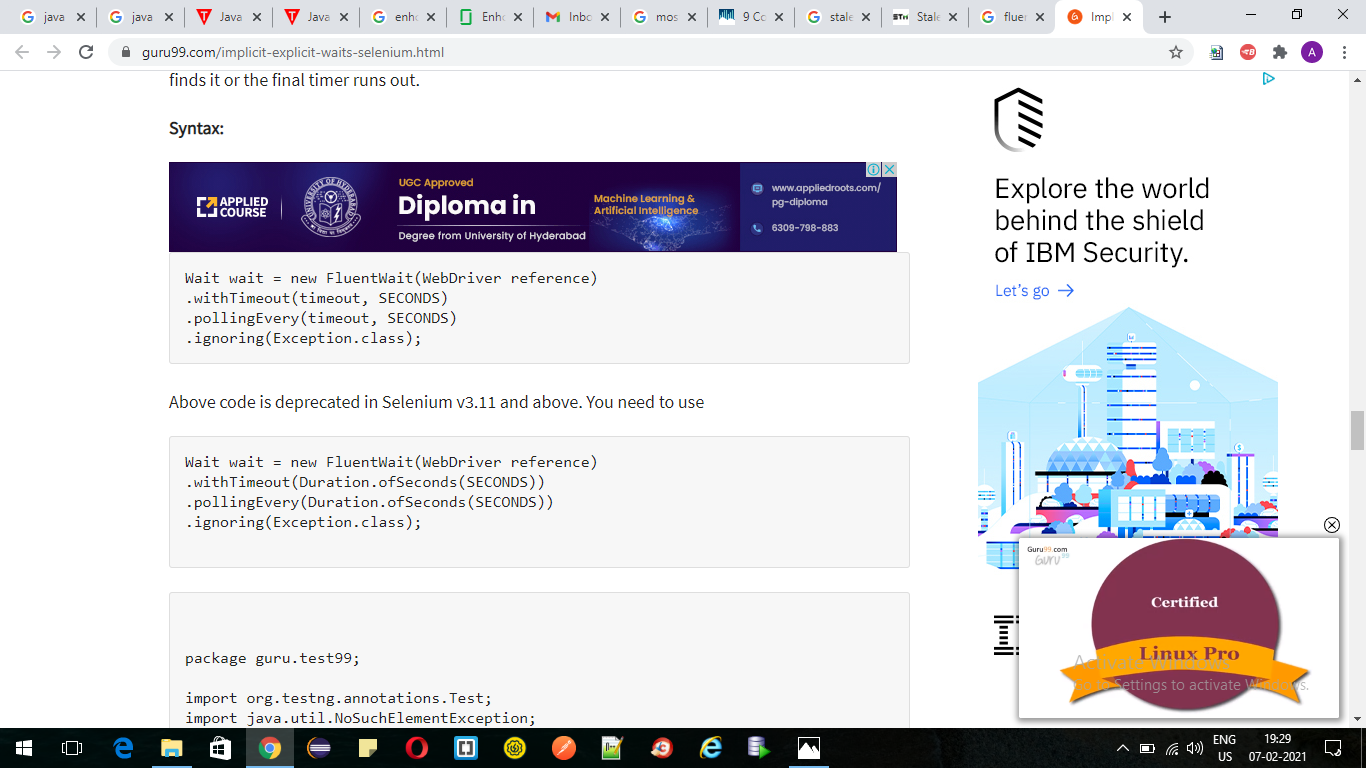 java
java
Java
Java
enho
Enho
Inbo
mos
9 Co
stale
Stale
fluen
Impl
guru99.com/implicit-explicit-waits-selenium.html
A
finds it or the final timer runs out.
Syntax:
APPLIED
COURSE
UGC Approved
Diploma in
Degree from University of Hyderabad
Machine Learning &
Artificial Intelligence
www.appliedroots.com/
pg-diploma
6309-798-883
Wait wait = new FluentWait(WebDriver reference)
.withTimeout(timeout, SECONDS)
.pollingEvery(timeout, SECONDS)
.ignoring(Exception.class);
Above code is deprecated in Selenium v3.11 and above. You need to use
Wait wait = new FluentWait(WebDriver reference)
.withTimeout(Duration.ofSeconds(SECONDS))
.pollingEvery(Duration.ofSeconds(SECONDS))
.ignoring(Exception.class);
package guru.test99;
import org.testng.annotations.Test;
import java.util.NoSuchElementException;
Explore the world
behind the shield
of IBM Security.
Let's go →
Guru99.com
Guru99
Certified
Linux Pro
Activate Windows
Go to Settings to activate Windows.
ENG
US
19:29
07-02-2021